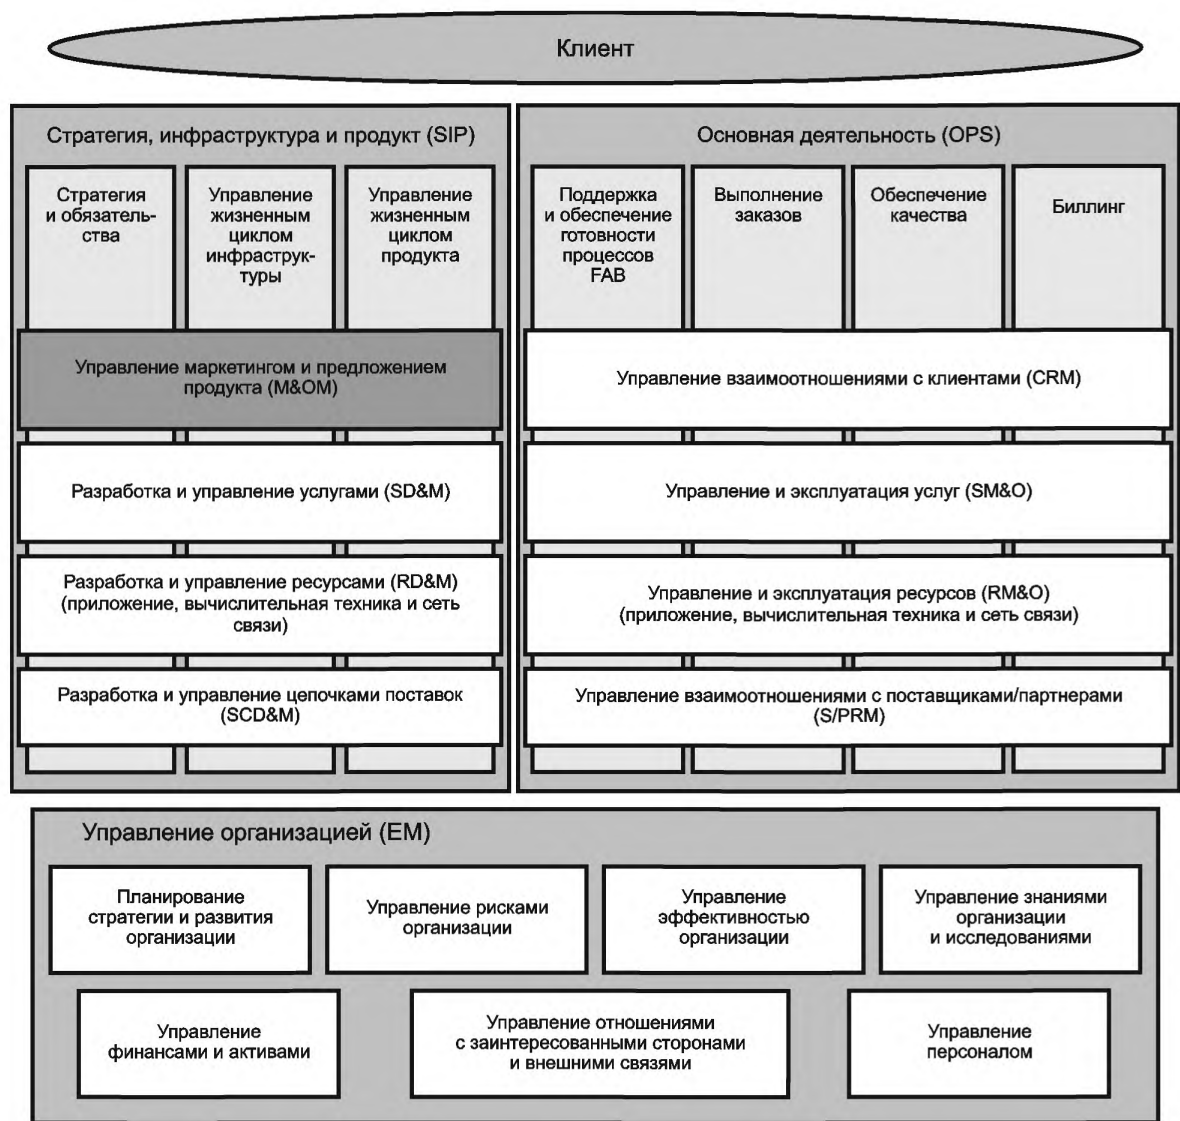 Клиент
Стратегия, инфраструктура и продукт (SIP)
Стратегия
и обязатель-
ства
Управление
жизненным
циклом
инфраструк-
туры
Управление
жизненным
циклом
продукта
Управление маркетингом и предложением
продукта (M&OM)
Разработка и управление услугами (SD&M)
Разработка и управление ресурсами (RD&M)
(приложение, вычислительная техника и сеть
связи)
Разработка и управление цепочками поставок
(SCD&M)
Основная деятельность (OPS)
Поддержка
и обеспечение
готовности
процессов
FAB
Выполнение
заказов
Обеспечение
качества
Биллинг
Управление взаимоотношениями с клиентами (CRM)
Управление и эксплуатация услуг (SM&O)
Управление и эксплуатация ресурсов (RM&O)
(приложение, вычислительная техника и сеть связи)
Управление взаимоотношениями с поставщиками/партнерами
(S/PRM)
Управление организацией (EM)
Планирование
стратегии и развития
организации
Управление рисками
организации
Управление
эффективностью
организации
Управление знаниями
организации
и исследованиями
Управление
финансами и активами
Управление отношениями
с заинтересованными сторонами
и внешними связями
Управление
персоналом